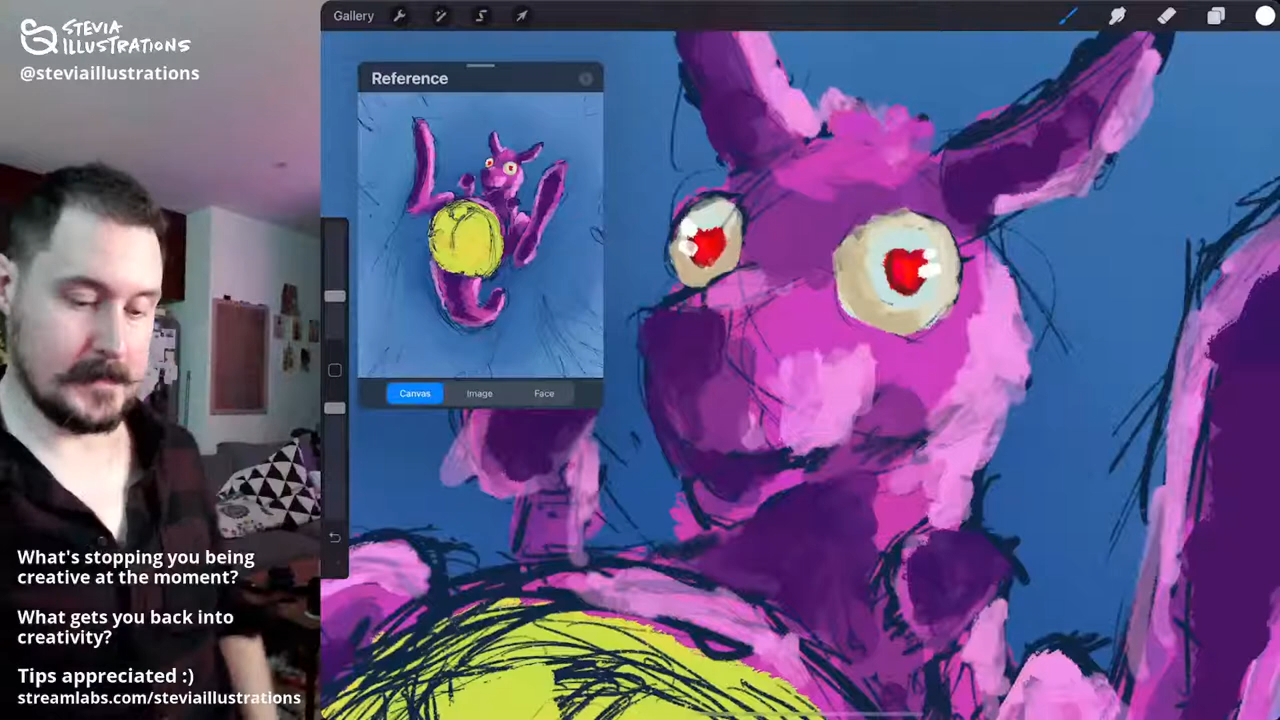 STEVIA
ILLUSTRATIONS
@steviaillustrations
Gallery
Reference
Canvas
Image
Face
What's stopping you being
creative at the moment?
What gets you back into
creativity?
Tips appreciated :)
streamlabs.com/steviaillustrations